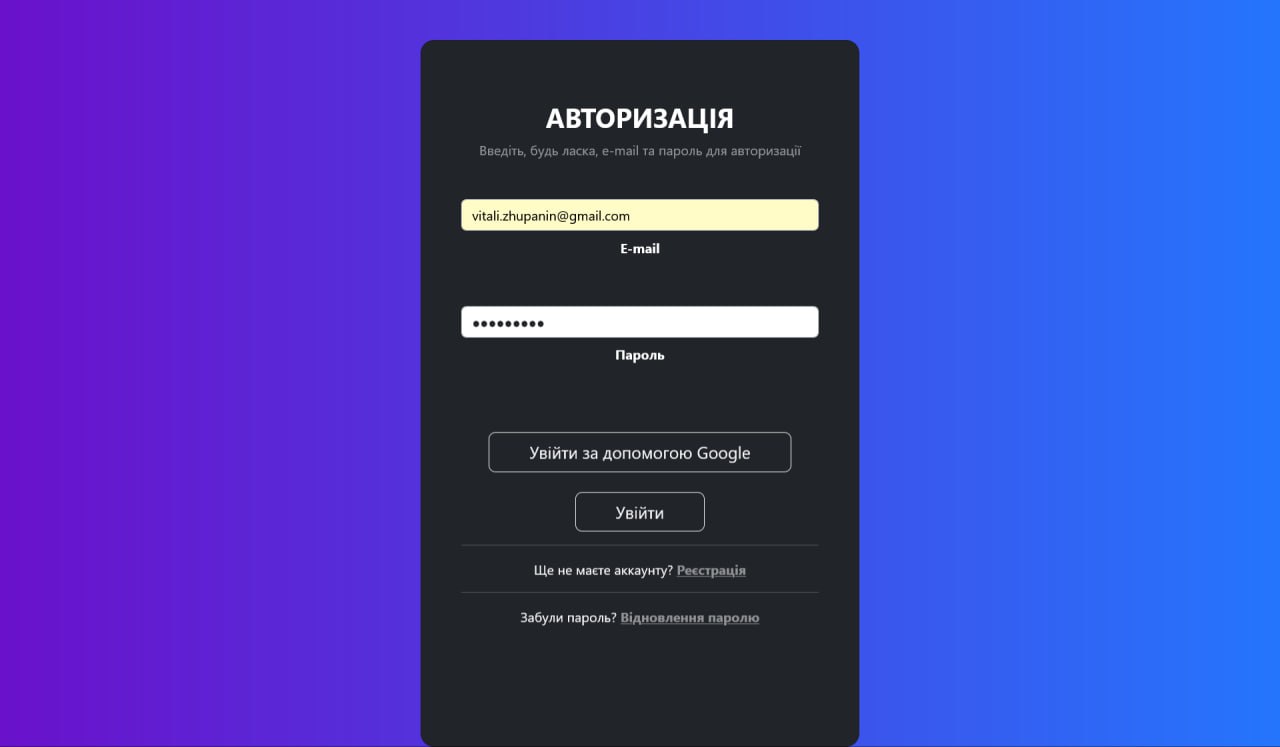 АВТОРИЗАЦІЯ
Введіть, будь ласка, e-mail та пароль для авторизації
vitali.zhupanin@gmail.com
E-mail
•••••••••
Пароль
Увійти за допомогою Google
Увійти
Ще не маєте аккаунту? Реєстрація
Забули пароль? Відновлення паролю